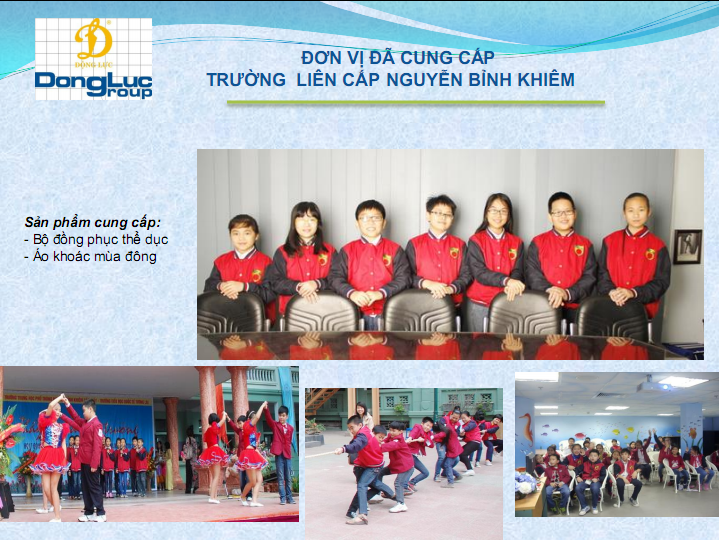 ĐỘNG LỰC
DongLuc
group
ĐƠN VỊ ĐÃ CUNG CẤP
TRƯỜNG LIÊN CẤP NGUYỄN BỈNH KHIÊM
Sản phẩm cung cấp:
- Bộ đồng phục thể dục
- Áo khoác mùa đông